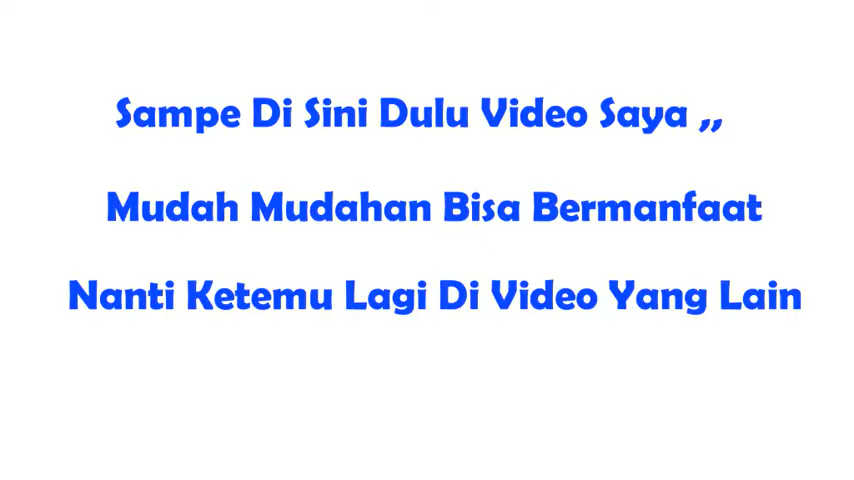 Sampe Di Sini Dulu Video Saya ,,
Mudah Mudahan Bisa Bermanfaat
Nanti Ketemu Lagi Di Video Yang Lain